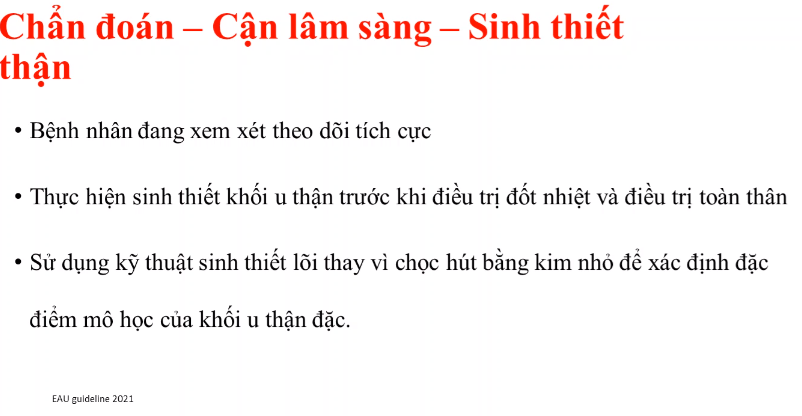 Chẩn đoán – Cận lâm sàng – Sinh thiết
thận
• Bệnh nhân đang xem xét theo dõi tích cực
• Thực hiện sinh thiết khối u thận trước khi điều trị đốt nhiệt và điều trị toàn thân
• Sử dụng kỹ thuật sinh thiết lõi thay vì chọc hút bằng kim nhỏ để xác định đặc
điểm mô học của khối u thận đặc.
EAU guideline 2021